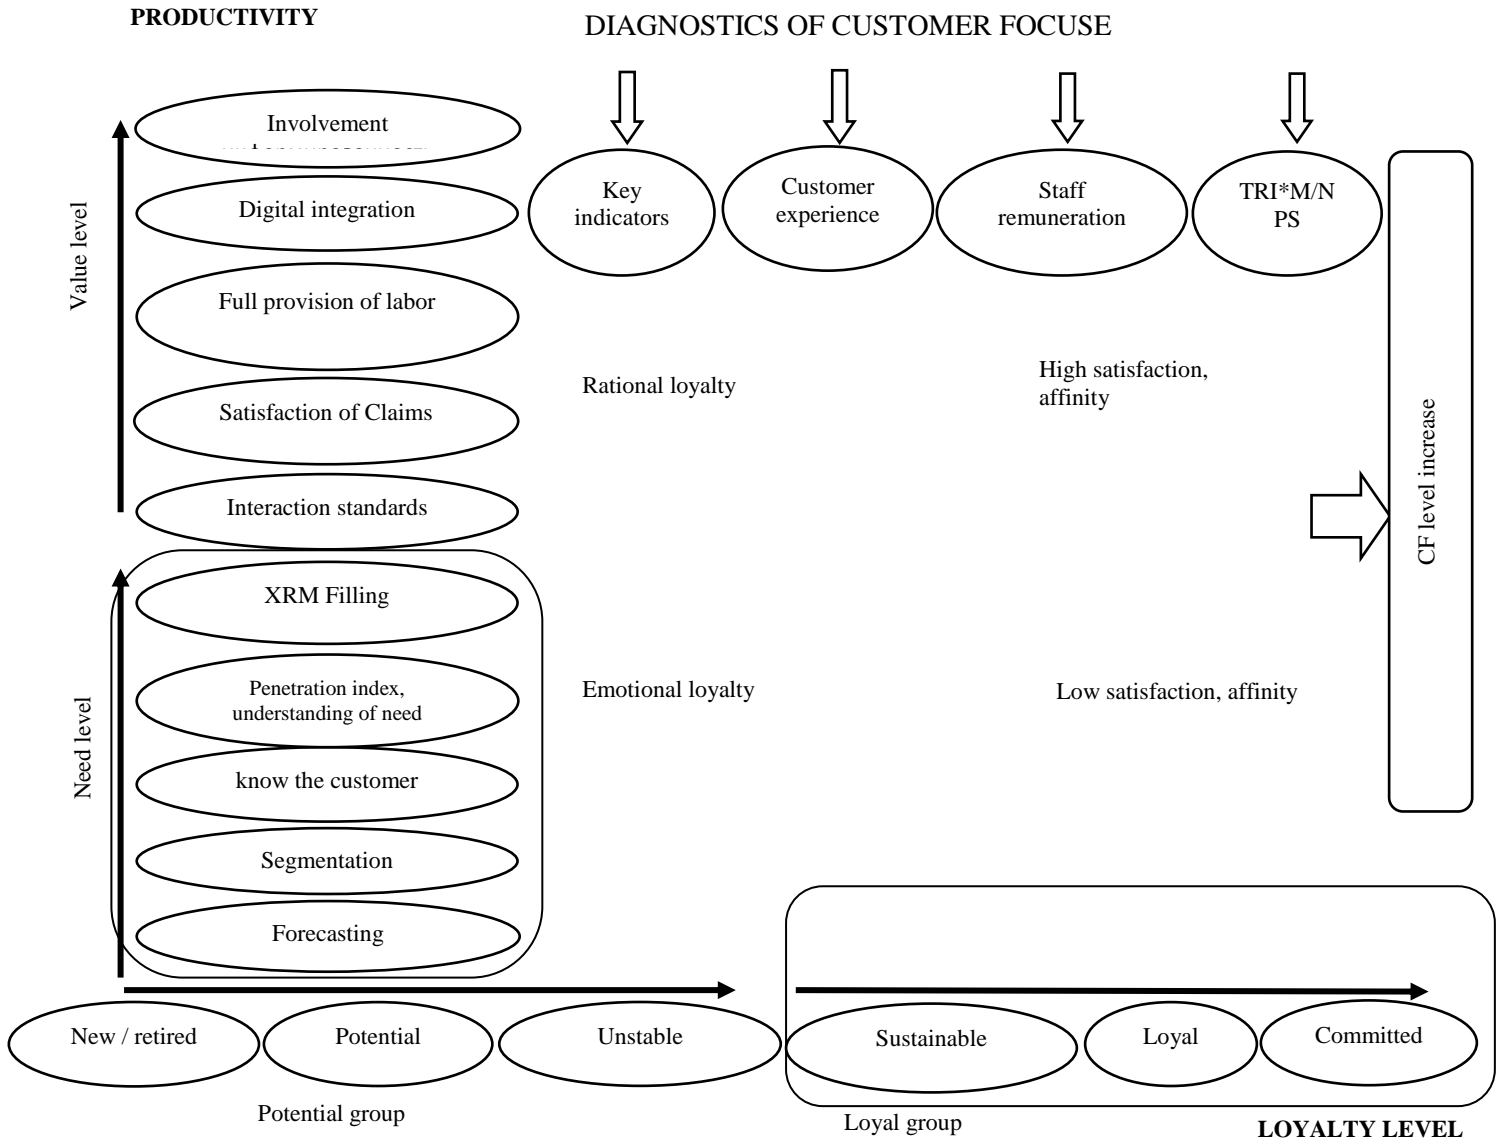 PRODUCTIVITY
DIAGNOSTICS OF CUSTOMER FOCUSE
Involvement
Digital integration
Full provision of labor
Satisfaction of Claims
Interaction standards
XRM Filling
Penetration index,
understanding of need
know the customer
Segmentation
Forecasting
Value level
Need level
Key
indicators
Customer
experience
Staff
remuneration
TRI*M/N
PS
Rational loyalty
High satisfaction,
affinity
Emotional loyalty
Low satisfaction, affinity
CF level increase
New / retired
Potential
Unstable
Sustainable
Loyal
Committed
Potential group
Loyal group
LOYALTY LEVEL